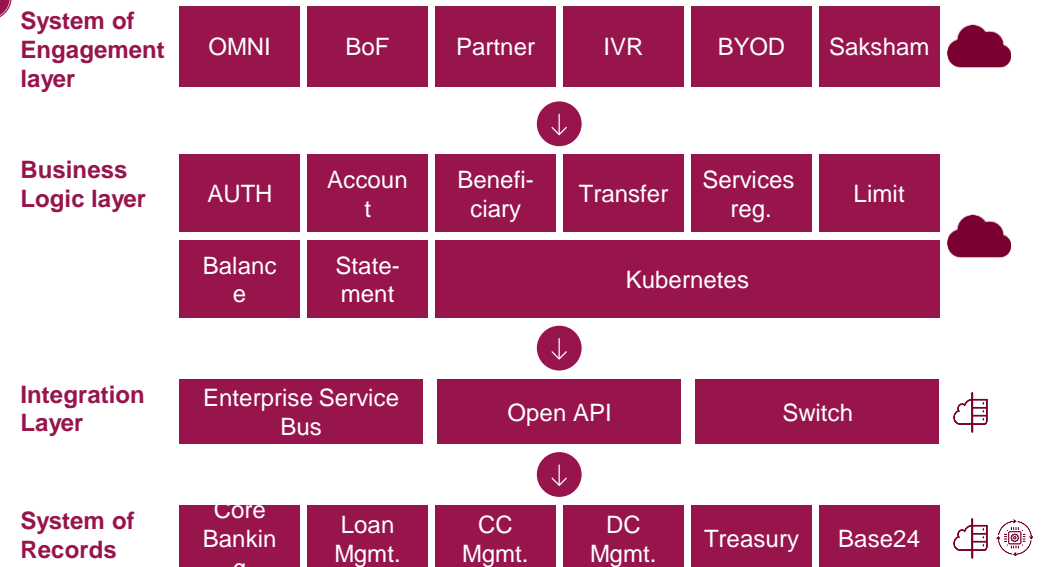 System of
Engagement
layer
OMNI
BoF
Partner
IVR
BYOD
Saksham
Business
Logic layer
AUTH
Accoun
t
Benefi-
ciary
Transfer
Services
reg.
Limit
Balanc
e
State-
ment
Kubernetes
Integration
Layer
Enterprise Service
Bus
Open API
Switch
System of
Records
Core
Bankin
g
Loan
Mgmt.
CC
Mgmt.
DC
Mgmt.
Treasury
Base24